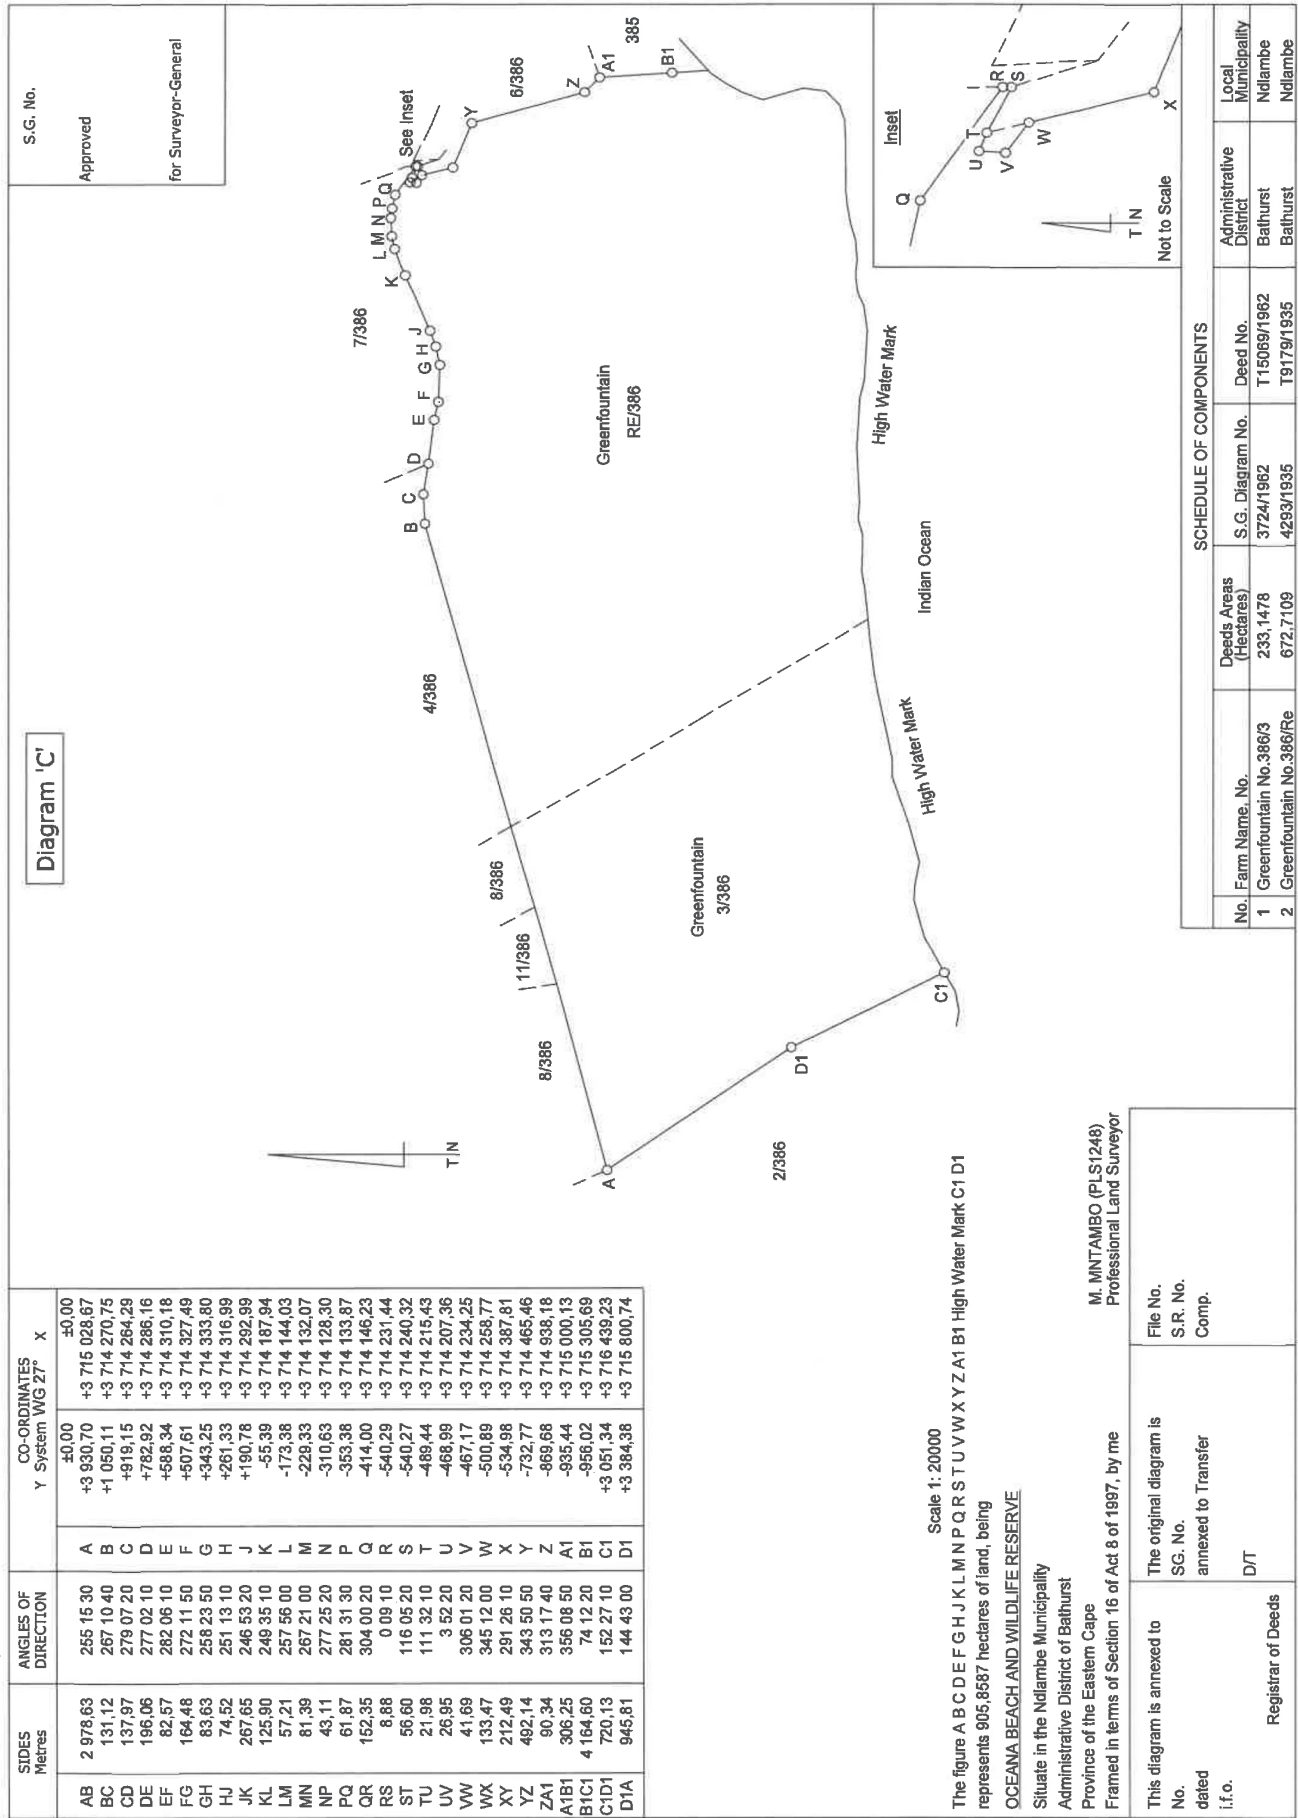 SIDES Metres ANGLES OF DIRECTION CO-ORDINATES Y System WG 27° X
±0,00 ±0,00
AB 2 978,63 255 15 30 A +3 930,70 +3 715 028,67
BC 131,12 267 10 40 B +1 050,11 +3 714 270,75
CD 137,97 279 07 20 C +919,15 +3 714 264,29
DE 196,06 277 02 10 D +782,92 +3 714 286,16
EF 82,57 282 06 10 E +588,34 +3 714 310,18
FG 164,48 272 11 50 F +507,61 +3 714 327,49
GH 83,63 258 23 50 G +343,25 +3 714 333,80
HJ 74,52 251 13 10 H +261,33 +3 714 316,99
JK 267,65 246 53 20 J +190,78 +3 714 292,99
KL 125,90 249 35 10 K -55,39 +3 714 187,94
LM 57,21 257 56 00 L -173,38 +3 714 144,03
MN 81,39 267 21 00 M -229,33 +3 714 132,07
NP 43,11 277 25 20 N -310,63 +3 714 128,30
PQ 61,87 281 31 30 P -353,38 +3 714 133,87
QR 152,35 304 00 20 Q -414,00 +3 714 146,23
RS 8,88 0 09 10 R -540,29 +3 714 231,44
ST 56,60 116 05 20 S -540,27 +3 714 240,32
TU 21,98 111 32 10 T -489,44 +3 714 215,43
UV 26,95 3 52 20 U -468,99 +3 714 207,36
VW 41,69 306 01 20 V -467,17 +3 714 234,25
WX 133,47 345 12 00 W -500,89 +3 714 258,77
XY 212,49 291 26 10 X -534,98 +3 714 387,81
YZ 492,14 343 50 50 Y -732,77 +3 714 465,46
ZA1 90,34 313 17 40 Z -869,68 +3 714 938,18
A1B1 306,25 356 08 50 A1 -935,44 +3 715 000,13
B1C1 4 164,60 74 12 20 B1 -956,02 +3 715 305,69
C1D1 720,13 152 27 10 C1 +3 051,34 +3 716 439,23
D1A 945,81 144 43 00 D1 +3 384,38 +3 715 800,74
Diagram 'C'
S.G. No.
Approved
for Surveyor-General
T N
7/386
4/386
8/386
11/386
8/386
2/386
6/386
385
A
B
C
D
E
F
G
H
J
K
L
M
N
P
Q
See Inset
Y
Z
A1
B1
C1
D1
Greenfountain
RE/386
Greenfountain
3/386
High Water Mark
High Water Mark
Indian Ocean
Inset
Q
I
R
S
T
U
V
W
X
T N
Not to Scale
Scale 1: 20000
The figure A B C D E F G H J K L M N P Q R S T U V W X Y Z A1 B1 High Water Mark C1 D1
represents 905,8587 hectares of land, being
OCEANA BEACH AND WILDLIFE RESERVE
Situate in the Ndlambe Municipality
Administrative District of Bathurst
Province of the Eastern Cape
Framed in terms of Section 16 of Act 8 of 1997, by me
M. MNTAMBO (PLS1248)
Professional Land Surveyor
SCHEDULE OF COMPONENTS
No. Farm Name, No. Deeds Areas (Hectares) S.G. Diagram No. Deed No. Administrative District Local Municipality
1 Greenfountain No.386/3 233,1478 3724/1962 T15069/1962 Bathurst Ndlambe
2 Greenfountain No.386/Re 672,7109 4293/1935 T9179/1935 Bathurst Ndlambe
This diagram is annexed to
No.
dated
i.f.o.
Registrar of Deeds
The original diagram is
SG. No.
annexed to Transfer
D/T
File No.
S.R. No.
Comp.